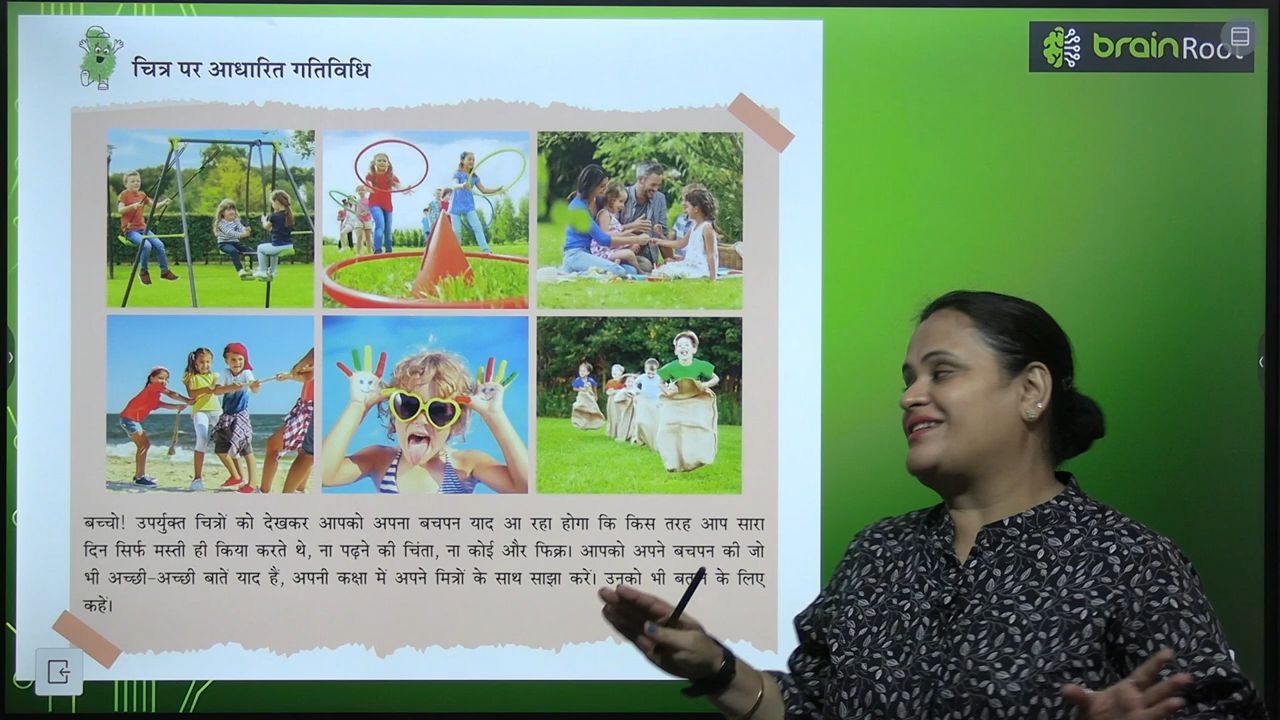 चित्र पर आधारित गतिविधि
brainRoot
बच्चो! उपर्युक्त चित्रों को देखकर आपको अपना बचपन याद आ रहा होगा कि किस तरह आप सारा
दिन सिर्फ मस्ती ही किया करते थे, ना पढ़ने की चिंता, ना कोई और फिक्र। आपको अपने बचपन की जो
भी अच्छी-अच्छी बातें याद हैं, अपनी कक्षा में अपने मित्रों के साथ साझा करें। उनको भी के लिए
कहें।